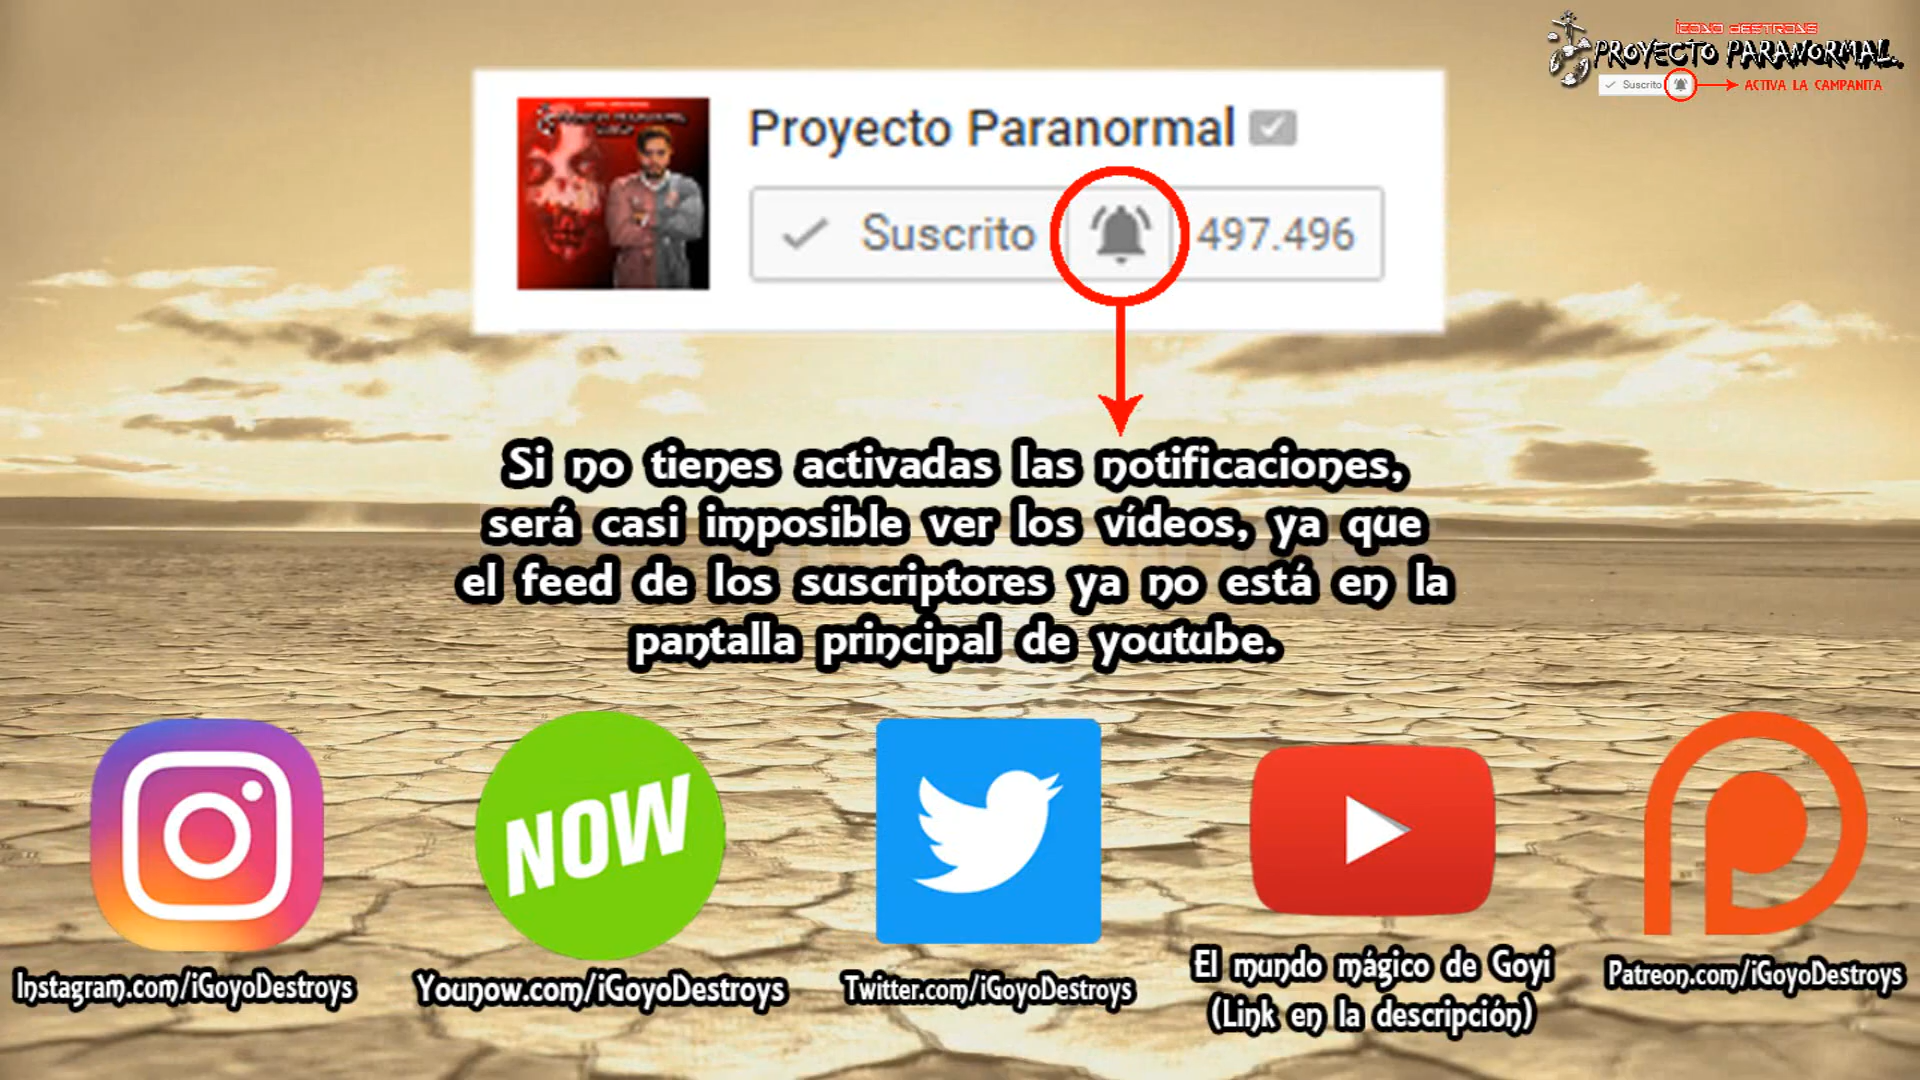 iGOYO DESTROYS
PROYECTO PARANORMAL
Suscrito
ACTIVA LA CAMPANITA
Proyecto Paranormal
Suscrito 497.496
Si no tienes activadas las notificaciones,
será casi imposible ver los vídeos, ya que
el feed de los suscriptores ya no está en la
pantalla principal de youtube.
NOW
Instagram.com/iGoyoDestroys
Younow.com/iGoyoDestroys
Twitter.com/iGoyoDestroys
El mundo mágico de Goyi
(Link en la descripción)
Patreon.com/iGoyoDestroys